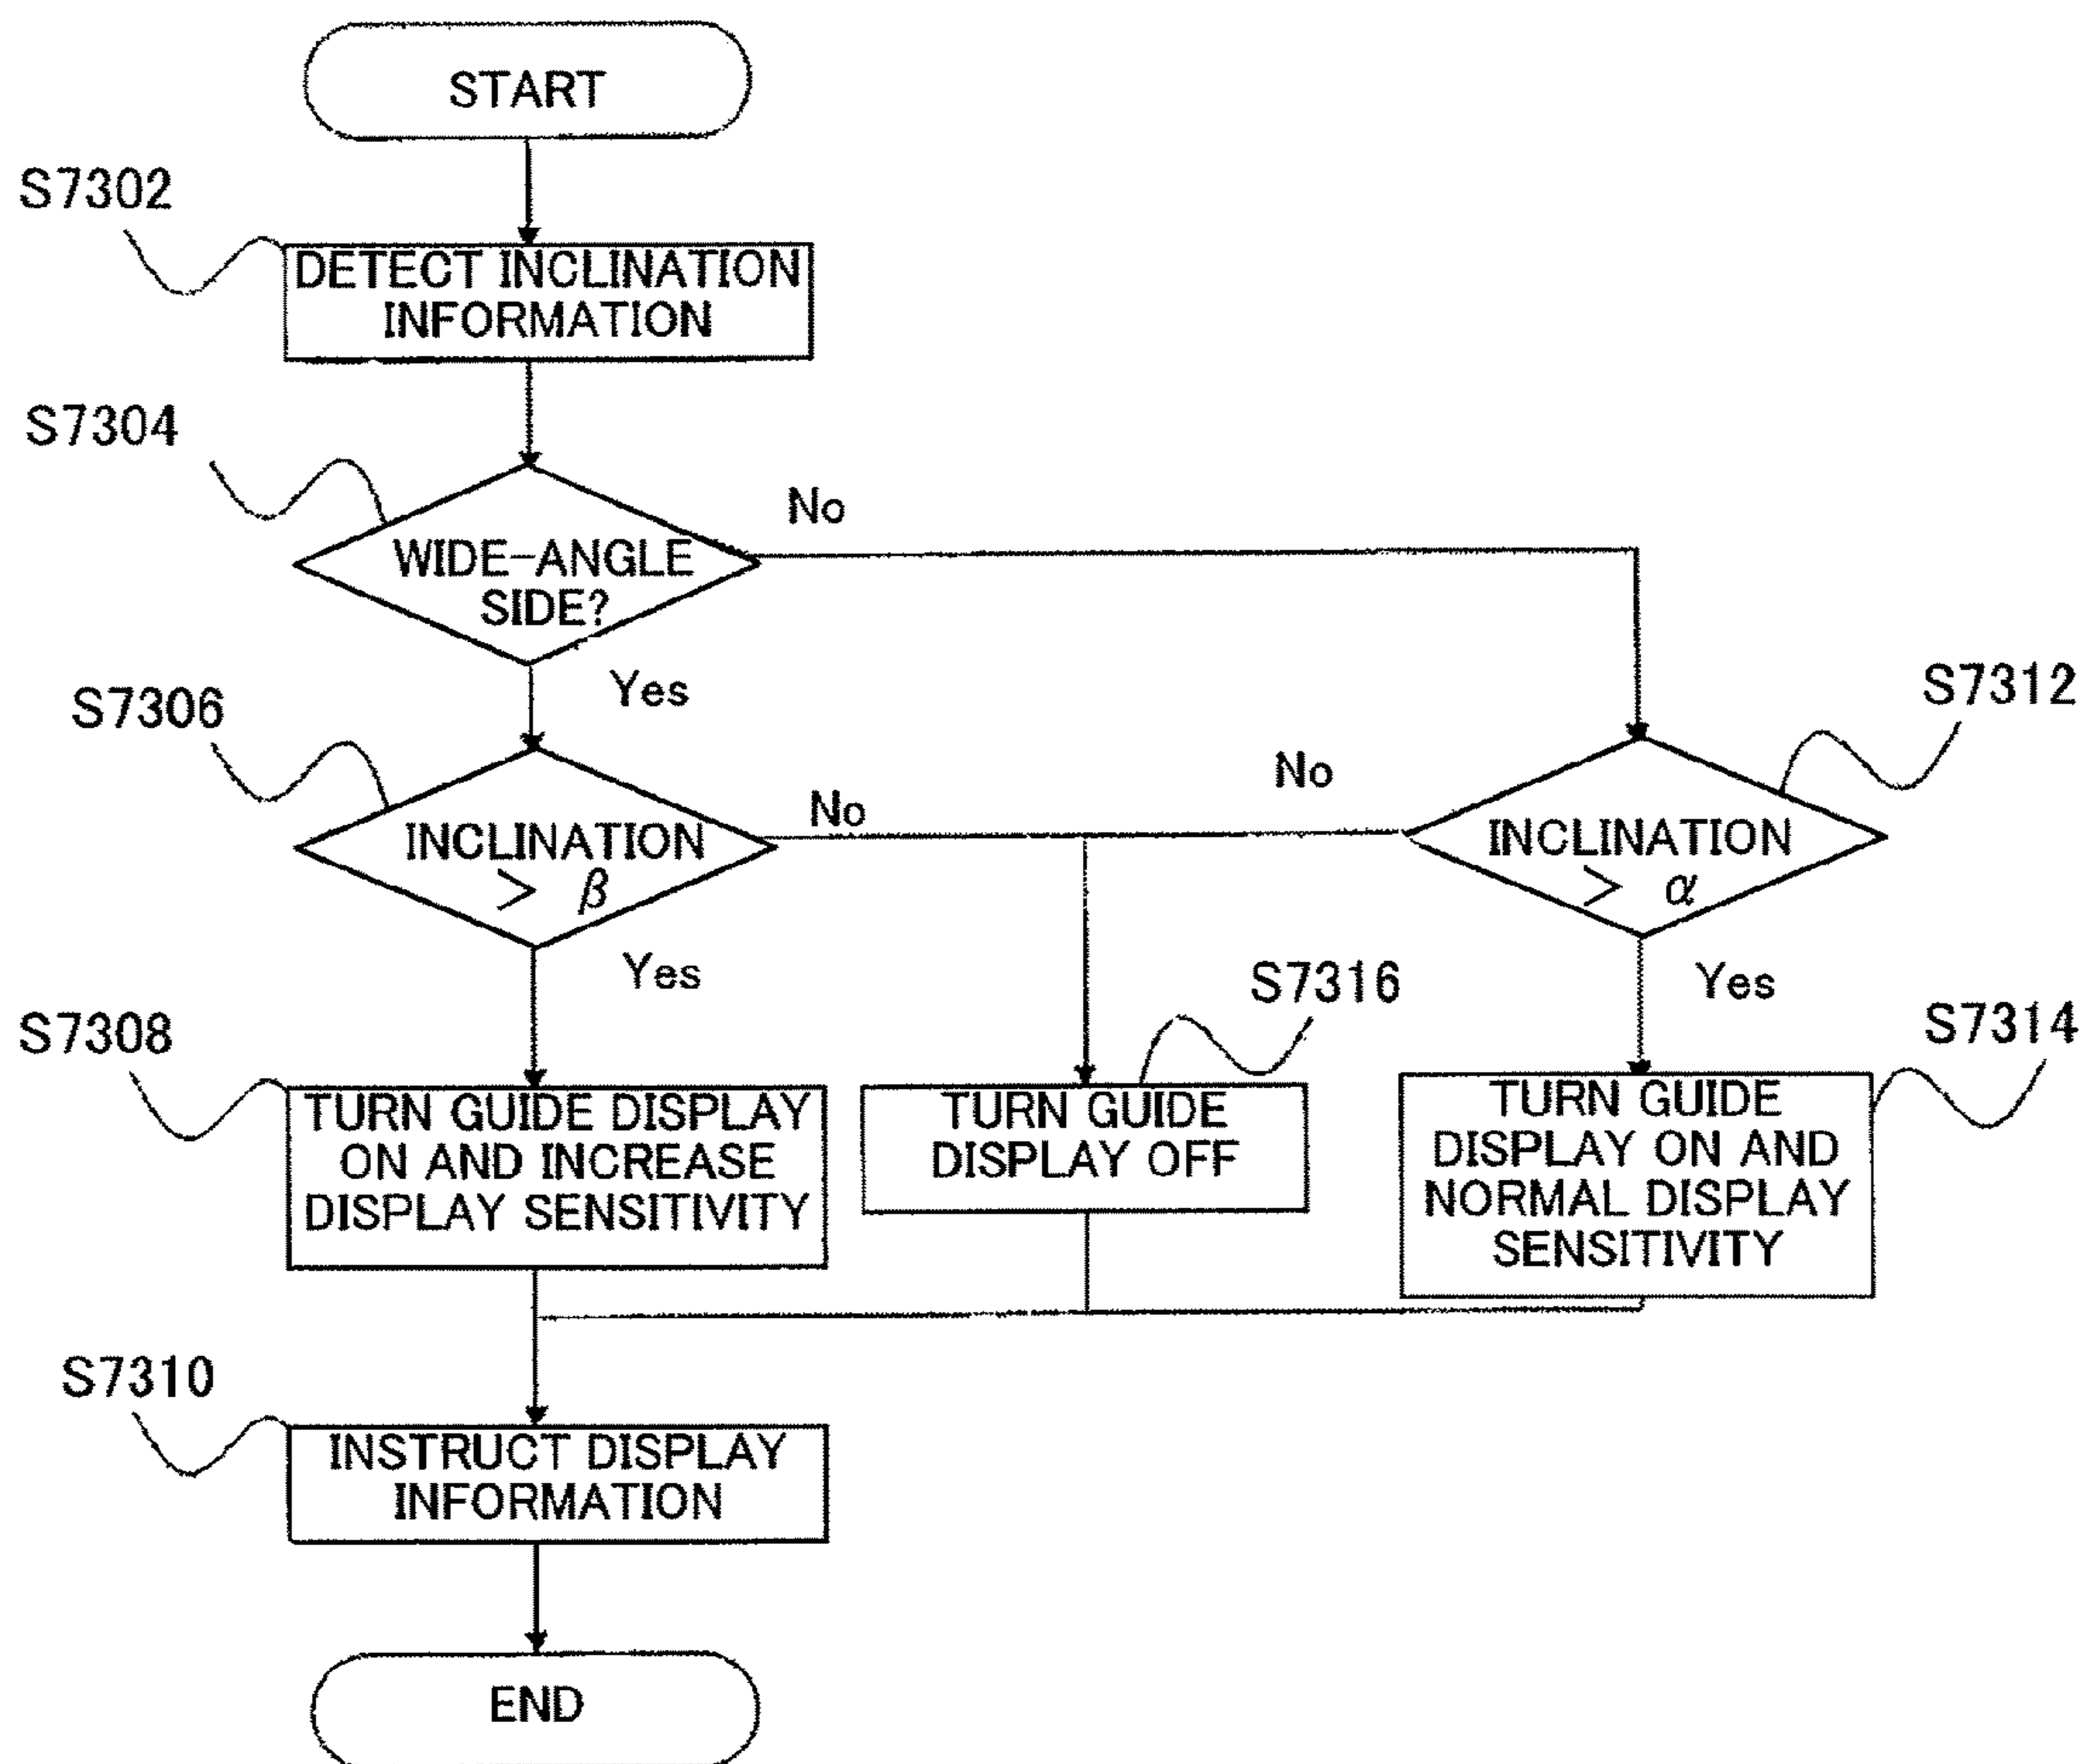 START
S7302
DETECT INCLINATION
INFORMATION
S7304
No
WIDE-ANGLE
SIDE?
Yes
S7306
S7312
No
No
INCLINATION
> β
INCLINATION
> α
Yes
Yes
S7308
S7316
S7314
TURN GUIDE DISPLAY
ON AND INCREASE
DISPLAY SENSITIVITY
TURN GUIDE
DISPLAY OFF
TURN GUIDE
DISPLAY ON AND
NORMAL DISPLAY
SENSITIVITY
S7310
INSTRUCT DISPLAY
INFORMATION
END